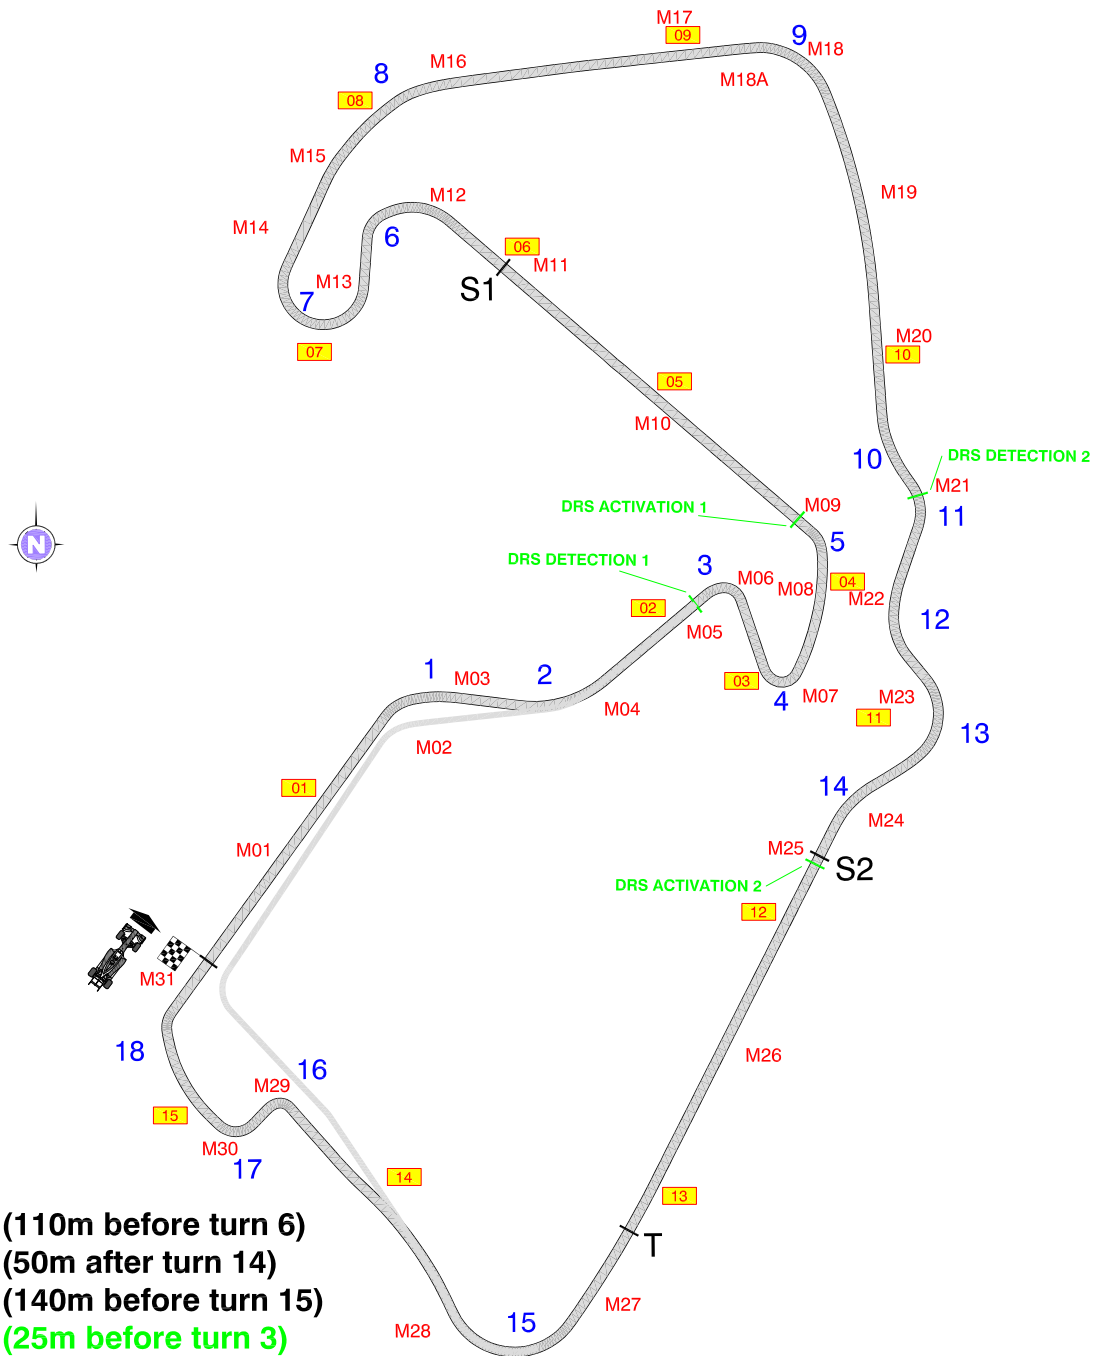 M17
09
9
M18
M16
8
M18A
08
M15
M19
M12
M14
6
06
M11
M13
S1
7
M20
07
10
05
M10
10
DRS DETECTION 2
M21
DRS ACTIVATION 1
M09
11
N
5
DRS DETECTION 1
3
M06
M08
04
M22
02
12
M05
1
2
M03
03
4
M07
M23
M04
11
13
M02
01
14
M24
M01
M25
S2
DRS ACTIVATION 2
12
M31
18
16
M26
M29
15
M30
17
14
13
T
M27
15
M28
(110m before turn 6)
(50m after turn 14)
(140m before turn 15)
(25m before turn 3)